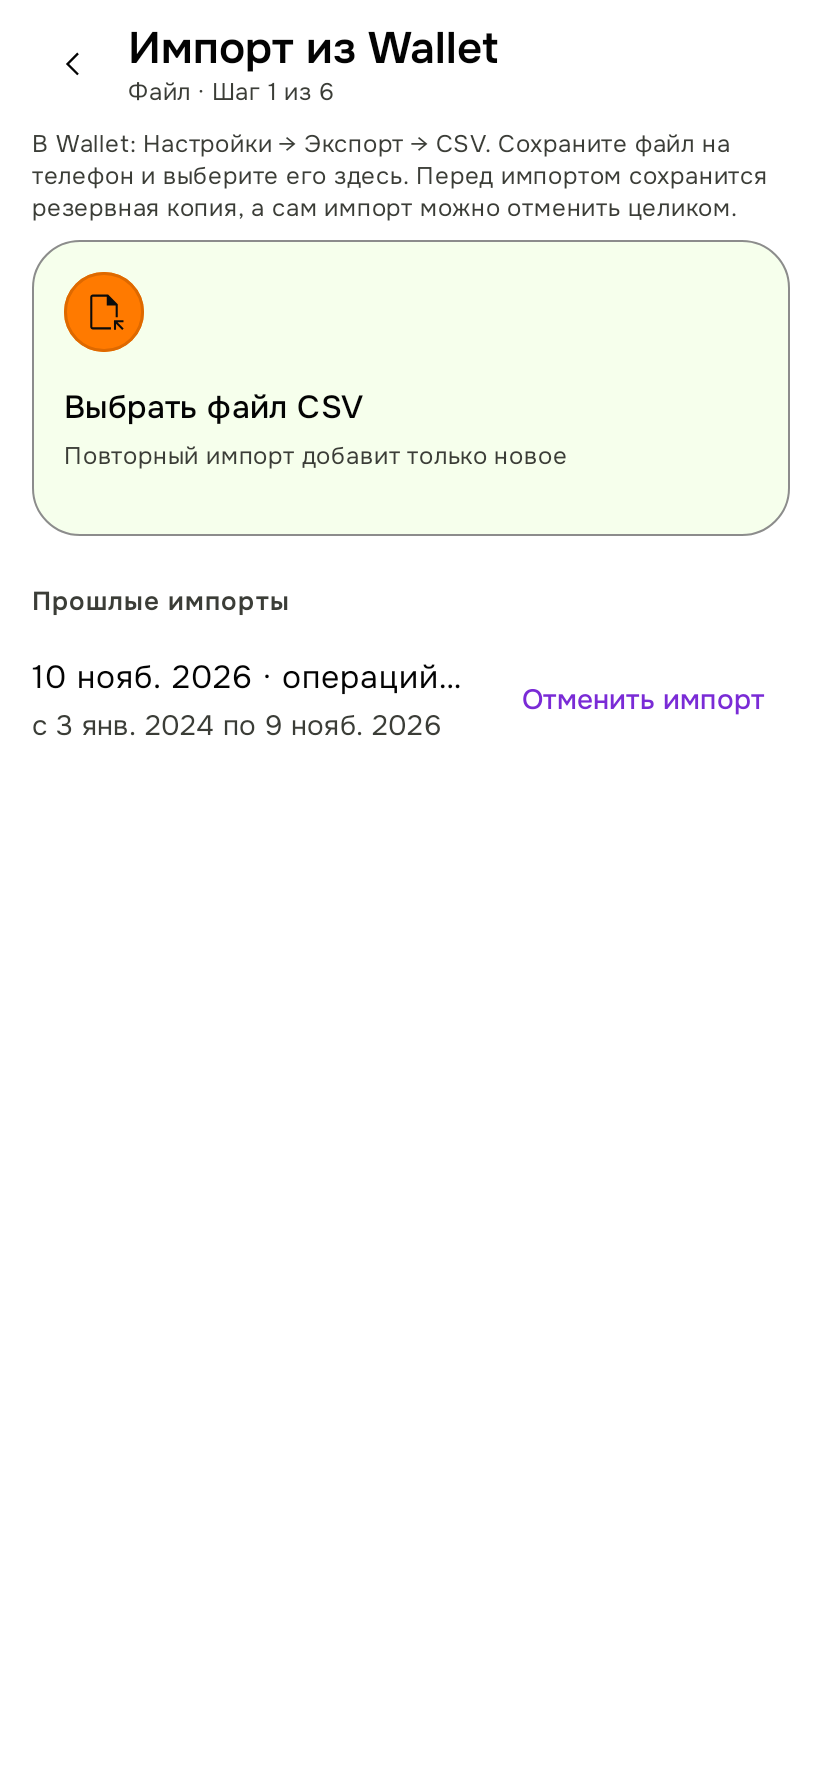 Импорт из Wallet
Файл · Шаг 1 из 6
В Wallet: Настройки → Экспорт → CSV. Сохраните файл на
телефон и выберите его здесь. Перед импортом сохранится
резервная копия, а сам импорт можно отменить целиком.
Выбрать файл CSV
Повторный импорт добавит только новое
Прошлые импорты
10 нояб. 2026 · операций…
с 3 янв. 2024 по 9 нояб. 2026
Отменить импорт